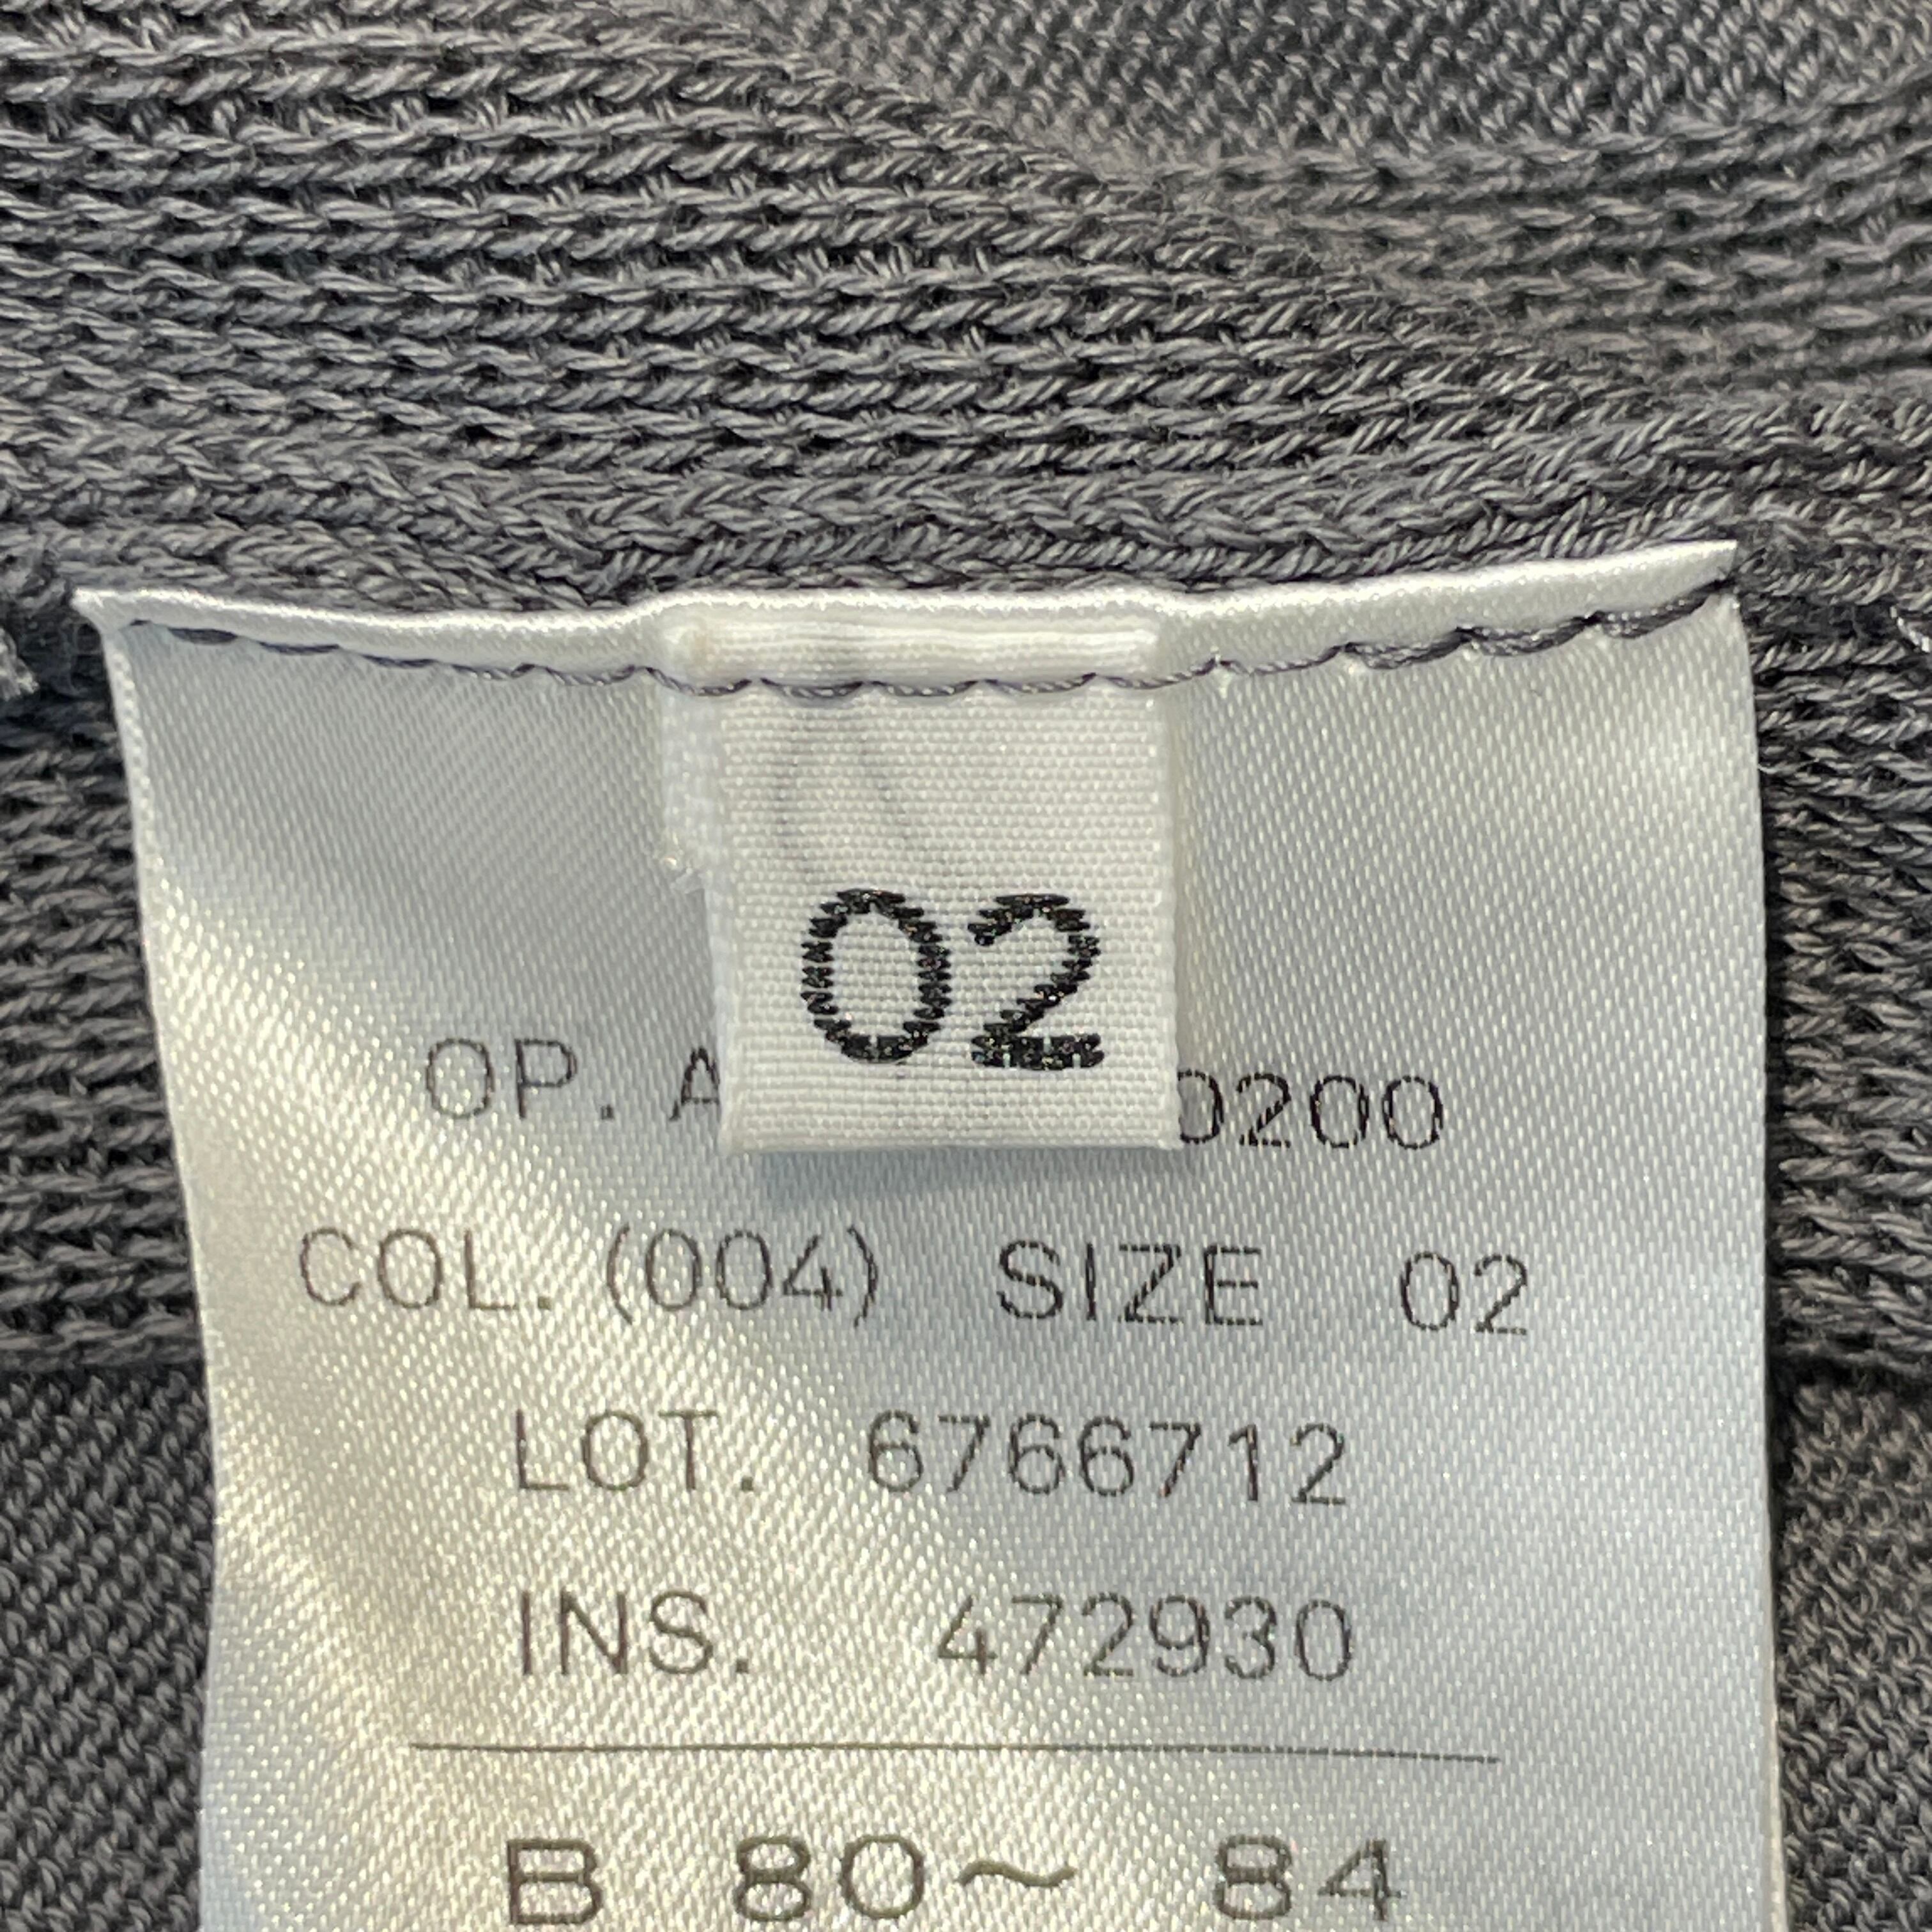 02
OP. A 0200
COL. (004) SIZE 02
LOT. 6766712
INS. 472930
B 80~ 84